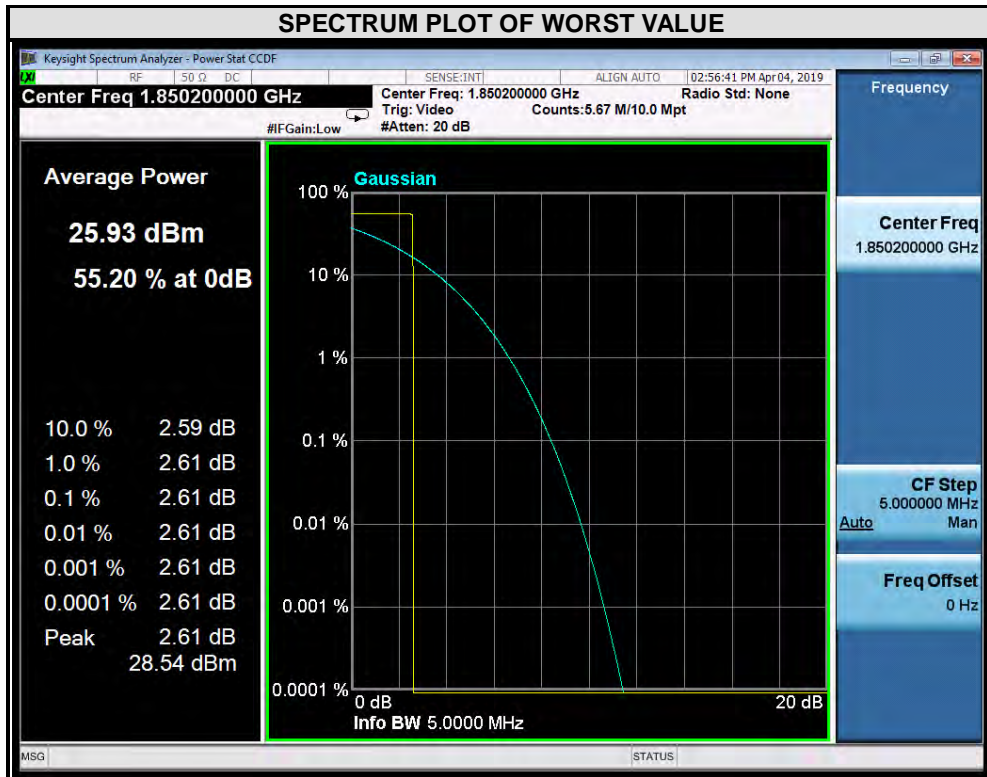 SPECTRUM PLOT OF WORST VALUE
Keysight Spectrum Analyzer - Power Stat CCDF
LXI RF 50 Ω DC SENSE:INT ALIGN AUTO 02:56:41 PM Apr 04, 2019
Center Freq 1.850200000 GHz
Center Freq: 1.850200000 GHz Radio Std: None
Trig: Video Counts:5.67 M/10.0 Mpt
#IFGain:Low #Atten: 20 dB
Frequency
Average Power
25.93 dBm
55.20 % at 0dB
10.0 % 2.59 dB
1.0 % 2.61 dB
0.1 % 2.61 dB
0.01 % 2.61 dB
0.001 % 2.61 dB
0.0001 % 2.61 dB
Peak 2.61 dB
28.54 dBm
Gaussian
100 %
10 %
1 %
0.1 %
0.01 %
0.001 %
0.0001 %
0 dB 20 dB
Info BW 5.0000 MHz
Center Freq
1.850200000 GHz
CF Step
5.000000 MHz
Auto Man
Freq Offset
0 Hz
MSG STATUS